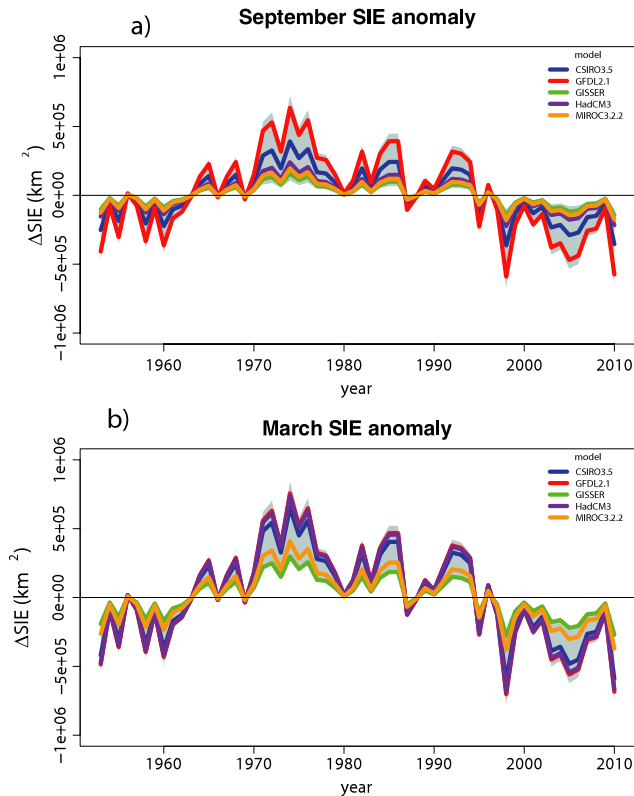 a)
September SIE anomaly
ΔSIE (km ²)
1e+06
5e+05
0e+00
−5e+05
−1e+06
model
CSIRO3.5
GFDL2.1
GISSER
HadCM3
MIROC3.2.2
1960 1970 1980 1990 2000 2010
year
b)
March SIE anomaly
ΔSIE (km ²)
1e+06
5e+05
0e+00
−5e+05
−1e+06
model
CSIRO3.5
GFDL2.1
GISSER
HadCM3
MIROC3.2.2
1960 1970 1980 1990 2000 2010
year